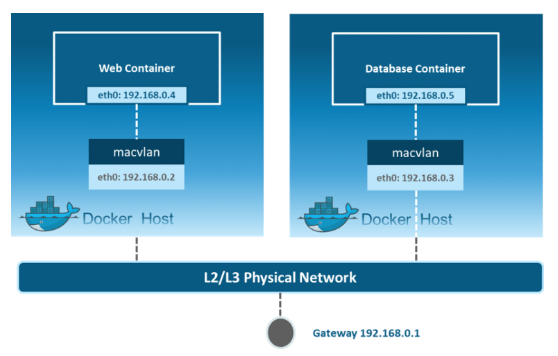 Web Container
eth0: 192.168.0.4
macvlan
eth0: 192.168.0.2
Docker Host
Database Container
eth0: 192.168.0.5
macvlan
eth0: 192.168.0.3
Docker Host
L2/L3 Physical Network
Gateway 192.168.0.1